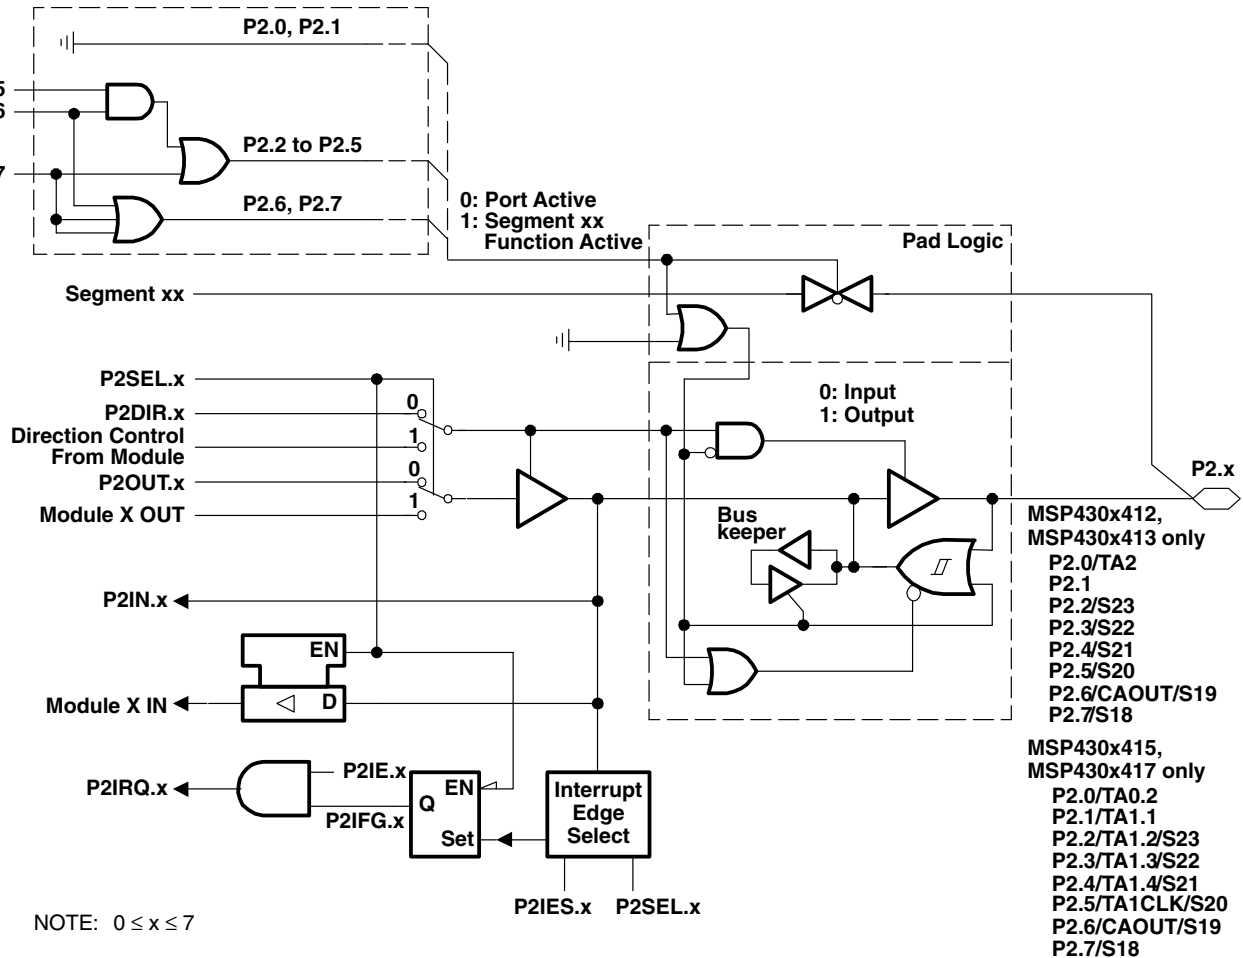 P2.0, P2.1
5
6
P2.2 to P2.5
7
P2.6, P2.7
0: Port Active
1: Segment xx
Function Active
Pad Logic
Segment xx
P2SEL.x
P2DIR.x
0
Direction Control
From Module
1
P2OUT.x
0
Module X OUT
1
0: Input
1: Output
P2.x
Bus
keeper
P2IN.x
EN
Module X IN
D
P2IRQ.x
P2IE.x
P2IFG.x
EN
Q
Set
Interrupt
Edge
Select
P2IES.x
P2SEL.x
MSP430x412,
MSP430x413 only
P2.0/TA2
P2.1
P2.2/S23
P2.3/S22
P2.4/S21
P2.5/S20
P2.6/CAOUT/S19
P2.7/S18
MSP430x415,
MSP430x417 only
P2.0/TA0.2
P2.1/TA1.1
P2.2/TA1.2/S23
P2.3/TA1.3/S22
P2.4/TA1.4/S21
P2.5/TA1CLK/S20
P2.6/CAOUT/S19
P2.7/S18
NOTE: 0 ≤ x ≤ 7